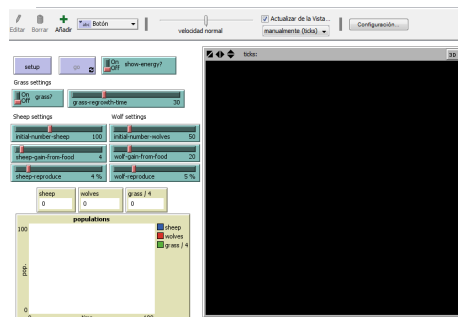 Editar Borrar Añadir Botón velocidad normal Actualizar de la Vista... manualmente (ticks) Configuración...
ticks: 3D
setup go On Off show-energy?
Grass settings
On Off grass? grass-regrowth-time 30
Sheep settings Wolf settings
initial-number-sheep 100 initial-number-wolves 50
sheep-gain-from-food 4 wolf-gain-from-food 20
sheep-reproduce 4 % wolf-reproduce 5 %
sheep wolves grass / 4
0 0 0
populations
100
pop.
0
sheep
wolves
grass / 4
0 time 100